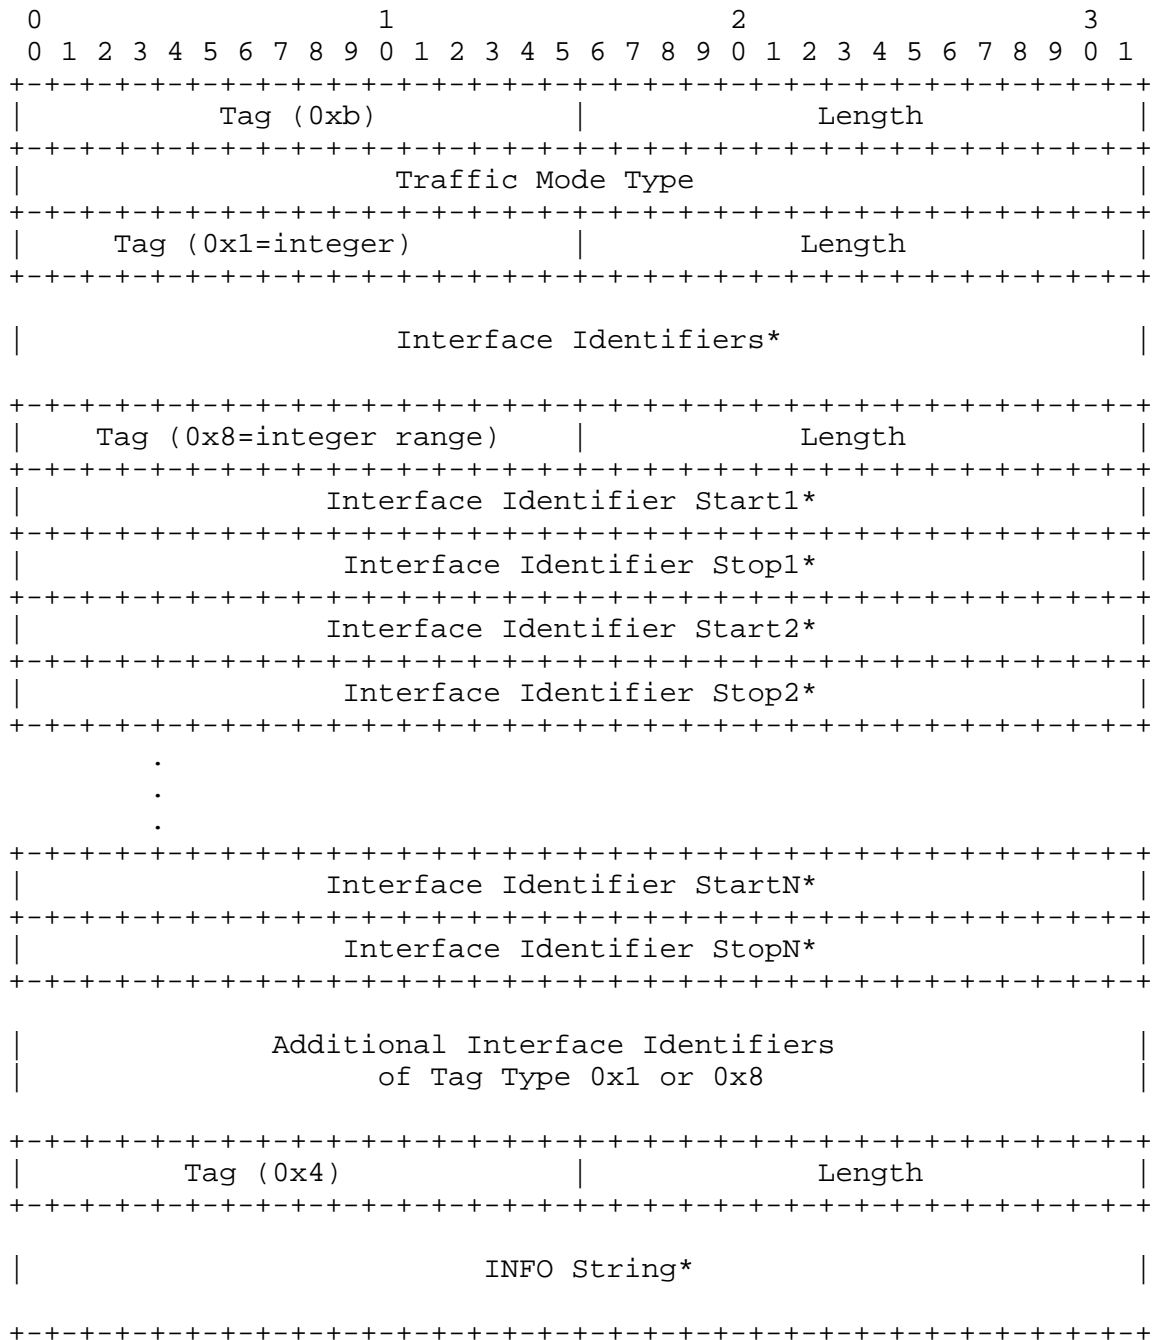 0                   1                   2                   3
 0 1 2 3 4 5 6 7 8 9 0 1 2 3 4 5 6 7 8 9 0 1 2 3 4 5 6 7 8 9 0 1
+-+-+-+-+-+-+-+-+-+-+-+-+-+-+-+-+-+-+-+-+-+-+-+-+-+-+-+-+-+-+-+-+
|           Tag (0xb)           |             Length            |
+-+-+-+-+-+-+-+-+-+-+-+-+-+-+-+-+-+-+-+-+-+-+-+-+-+-+-+-+-+-+-+-+
|                     Traffic Mode Type                         |
+-+-+-+-+-+-+-+-+-+-+-+-+-+-+-+-+-+-+-+-+-+-+-+-+-+-+-+-+-+-+-+-+
|     Tag (0x1=integer)         |            Length             |
+-+-+-+-+-+-+-+-+-+-+-+-+-+-+-+-+-+-+-+-+-+-+-+-+-+-+-+-+-+-+-+-+
|                     Interface Identifiers*                    |
+-+-+-+-+-+-+-+-+-+-+-+-+-+-+-+-+-+-+-+-+-+-+-+-+-+-+-+-+-+-+-+-+
|    Tag (0x8=integer range)    |            Length             |
+-+-+-+-+-+-+-+-+-+-+-+-+-+-+-+-+-+-+-+-+-+-+-+-+-+-+-+-+-+-+-+-+
|                 Interface Identifier Start1*                  |
+-+-+-+-+-+-+-+-+-+-+-+-+-+-+-+-+-+-+-+-+-+-+-+-+-+-+-+-+-+-+-+-+
|                  Interface Identifier Stop1*                  |
+-+-+-+-+-+-+-+-+-+-+-+-+-+-+-+-+-+-+-+-+-+-+-+-+-+-+-+-+-+-+-+-+
|                 Interface Identifier Start2*                  |
+-+-+-+-+-+-+-+-+-+-+-+-+-+-+-+-+-+-+-+-+-+-+-+-+-+-+-+-+-+-+-+-+
|                  Interface Identifier Stop2*                  |
+-+-+-+-+-+-+-+-+-+-+-+-+-+-+-+-+-+-+-+-+-+-+-+-+-+-+-+-+-+-+-+-+
        .
        .
        .
+-+-+-+-+-+-+-+-+-+-+-+-+-+-+-+-+-+-+-+-+-+-+-+-+-+-+-+-+-+-+-+-+
|                 Interface Identifier StartN*                  |
+-+-+-+-+-+-+-+-+-+-+-+-+-+-+-+-+-+-+-+-+-+-+-+-+-+-+-+-+-+-+-+-+
|                  Interface Identifier StopN*                  |
+-+-+-+-+-+-+-+-+-+-+-+-+-+-+-+-+-+-+-+-+-+-+-+-+-+-+-+-+-+-+-+-+
|              Additional Interface Identifiers                 |
|                    of Tag Type 0x1 or 0x8                     |
+-+-+-+-+-+-+-+-+-+-+-+-+-+-+-+-+-+-+-+-+-+-+-+-+-+-+-+-+-+-+-+-+
|         Tag (0x4)             |             Length            |
+-+-+-+-+-+-+-+-+-+-+-+-+-+-+-+-+-+-+-+-+-+-+-+-+-+-+-+-+-+-+-+-+
|                          INFO String*                         |
+-+-+-+-+-+-+-+-+-+-+-+-+-+-+-+-+-+-+-+-+-+-+-+-+-+-+-+-+-+-+-+-+